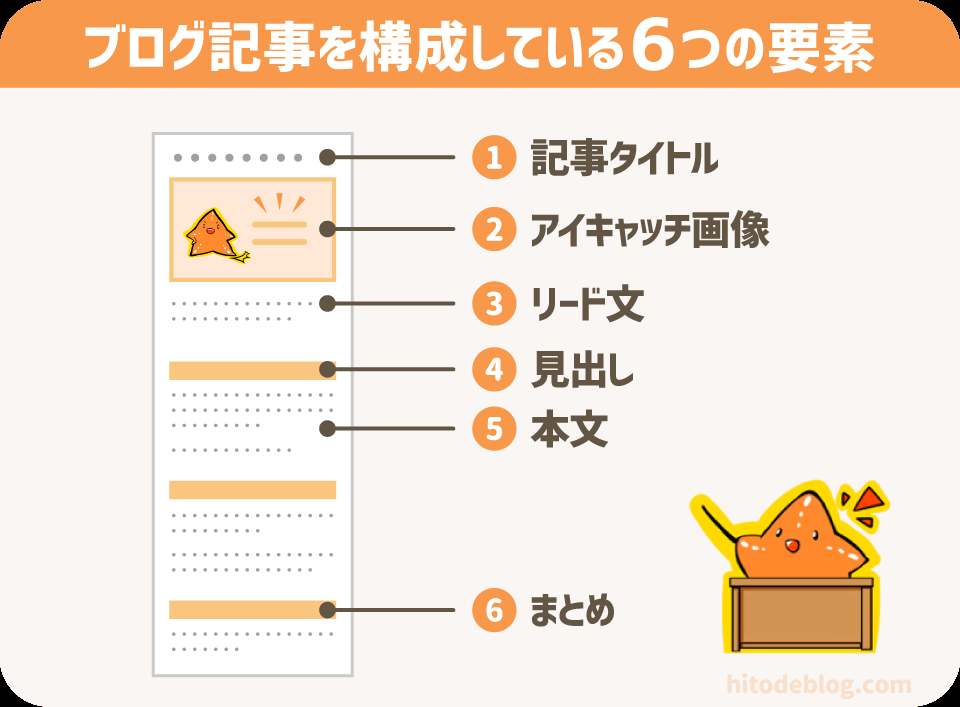 ブログ記事を構成している6つの要素
1 記事タイトル
2 アイキャッチ画像
3 リード文
4 見出し
5 本文
6 まとめ
hitodeblog.com